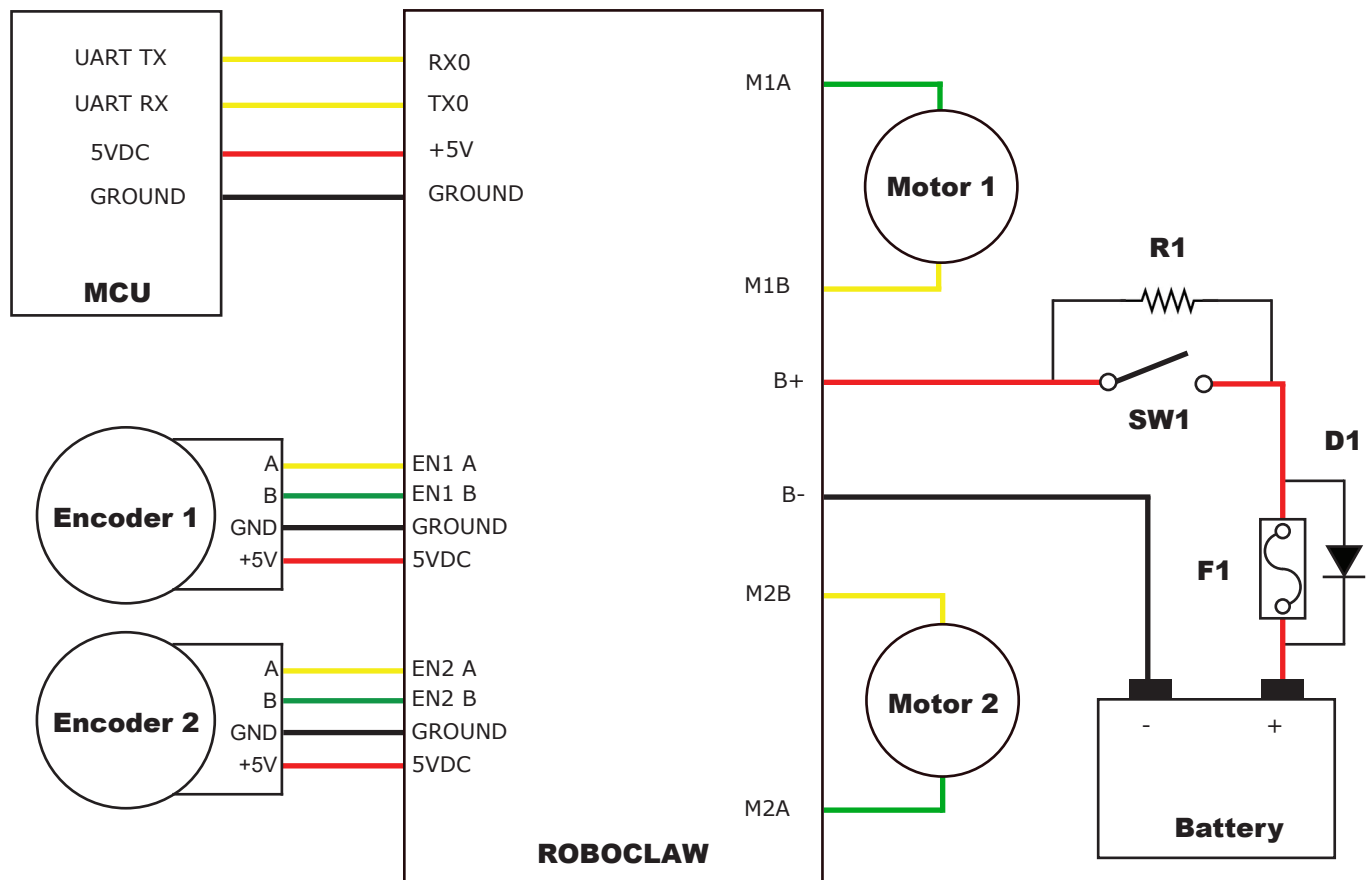 UART TX
UART RX
5VDC
GROUND
MCU
RX0
TX0
+5V
GROUND
M1A
Motor 1
M1B
R1
B+
SW1
D1
B-
F1
A
B
GND
+5V
Encoder 1
EN1 A
EN1 B
GROUND
5VDC
M2B
Motor 2
M2A
A
B
GND
+5V
Encoder 2
EN2 A
EN2 B
GROUND
5VDC
- +
Battery
ROBOCLAW